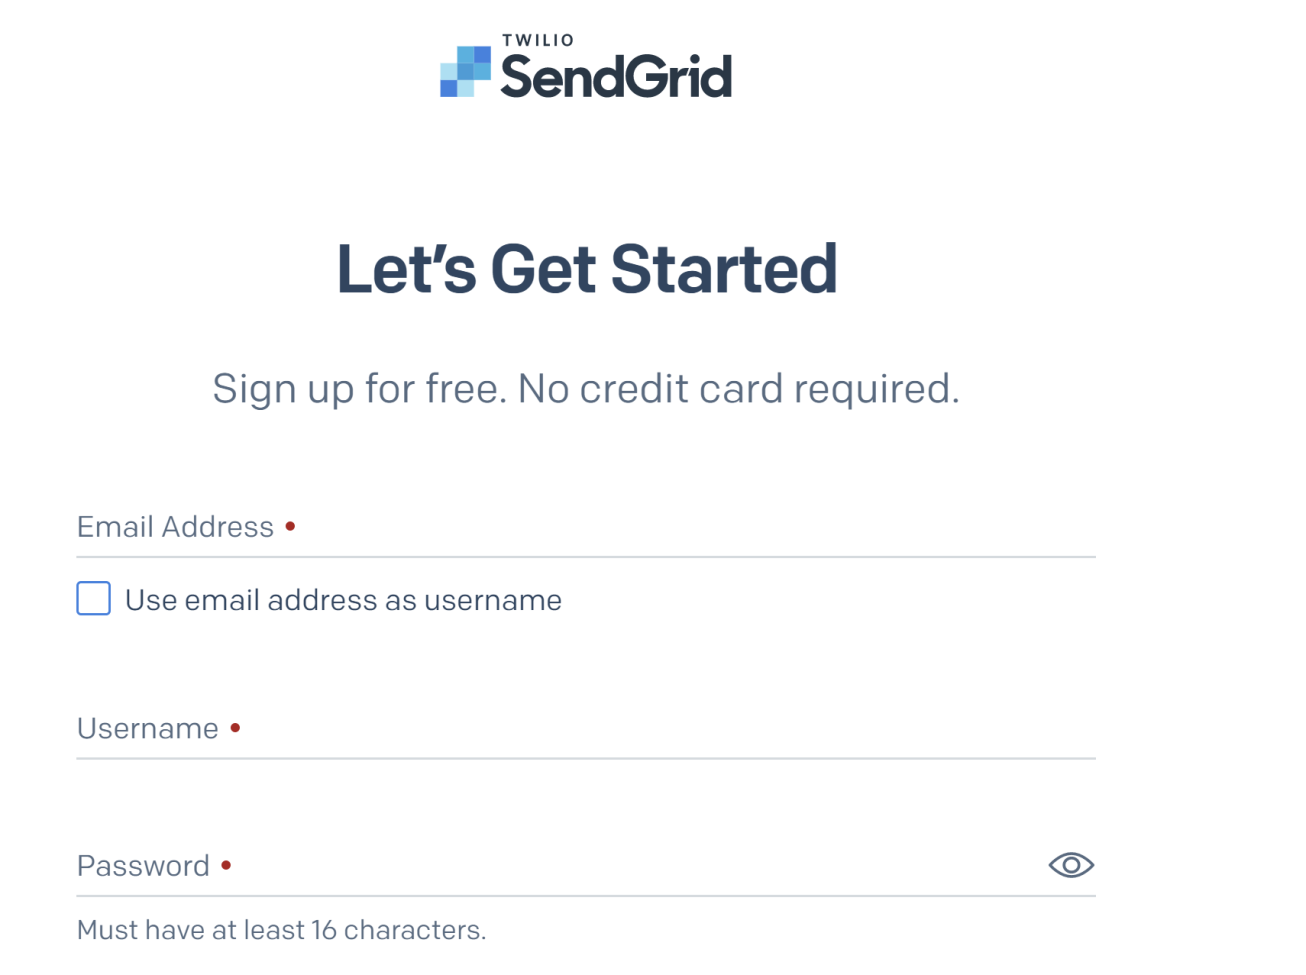 TWILIO
SendGrid
Let’s Get Started
Sign up for free. No credit card required.
Email Address •
Use email address as username
Username •
Password •
Must have at least 16 characters.